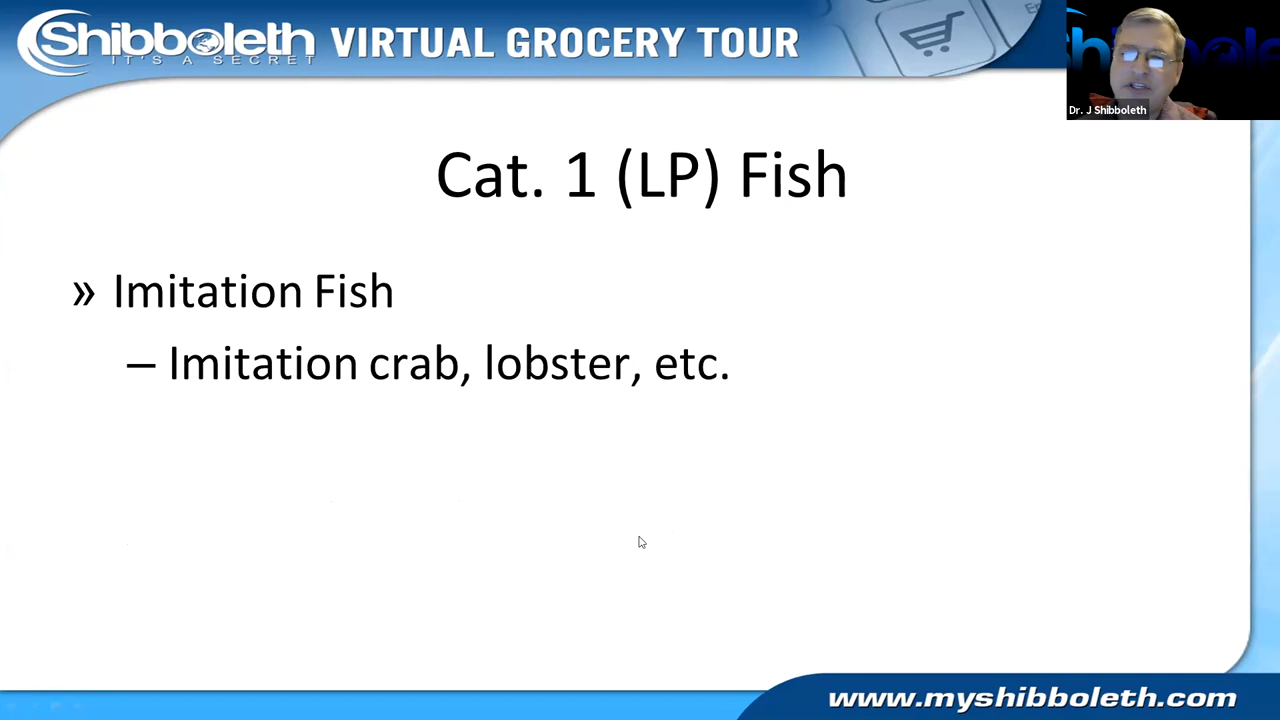 Shibboleth VIRTUAL GROCERY TOUR
IT'S A SECRET
Dr. J Shibboleth
Cat. 1 (LP) Fish
» Imitation Fish
– Imitation crab, lobster, etc.
www.myshibboleth.com